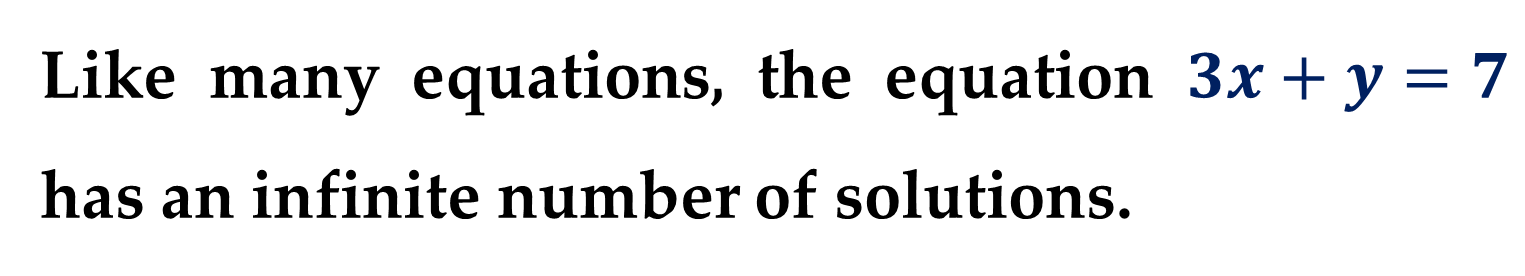 Like many equations, the equation 3x + y = 7
has an infinite number of solutions.